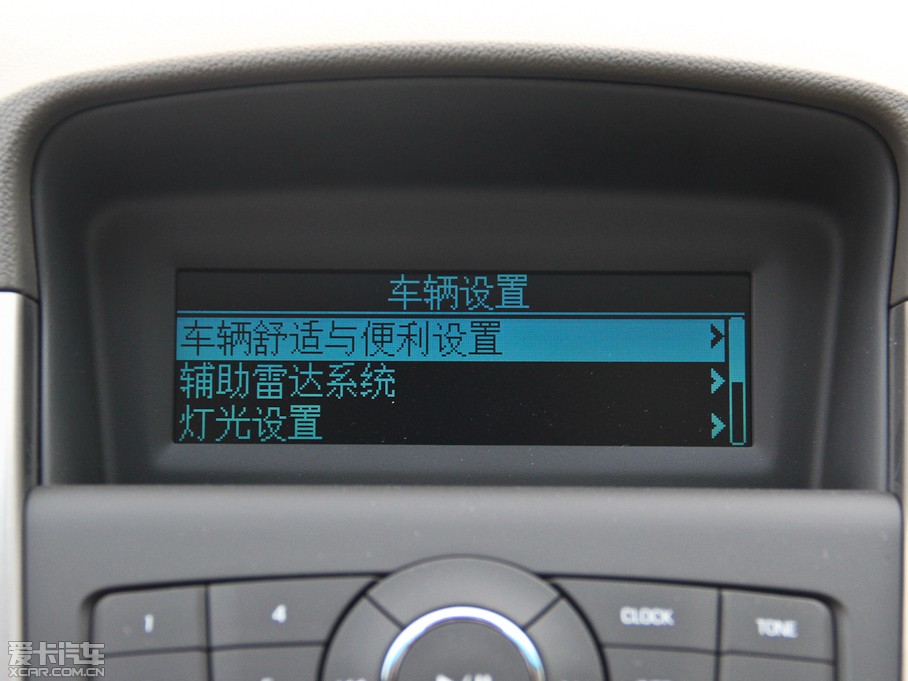 车辆设置
车辆舒适与便利设置
辅助雷达系统
灯光设置
1
4
CLOCK
TONE
爱卡汽车
XCAR.COM.CN